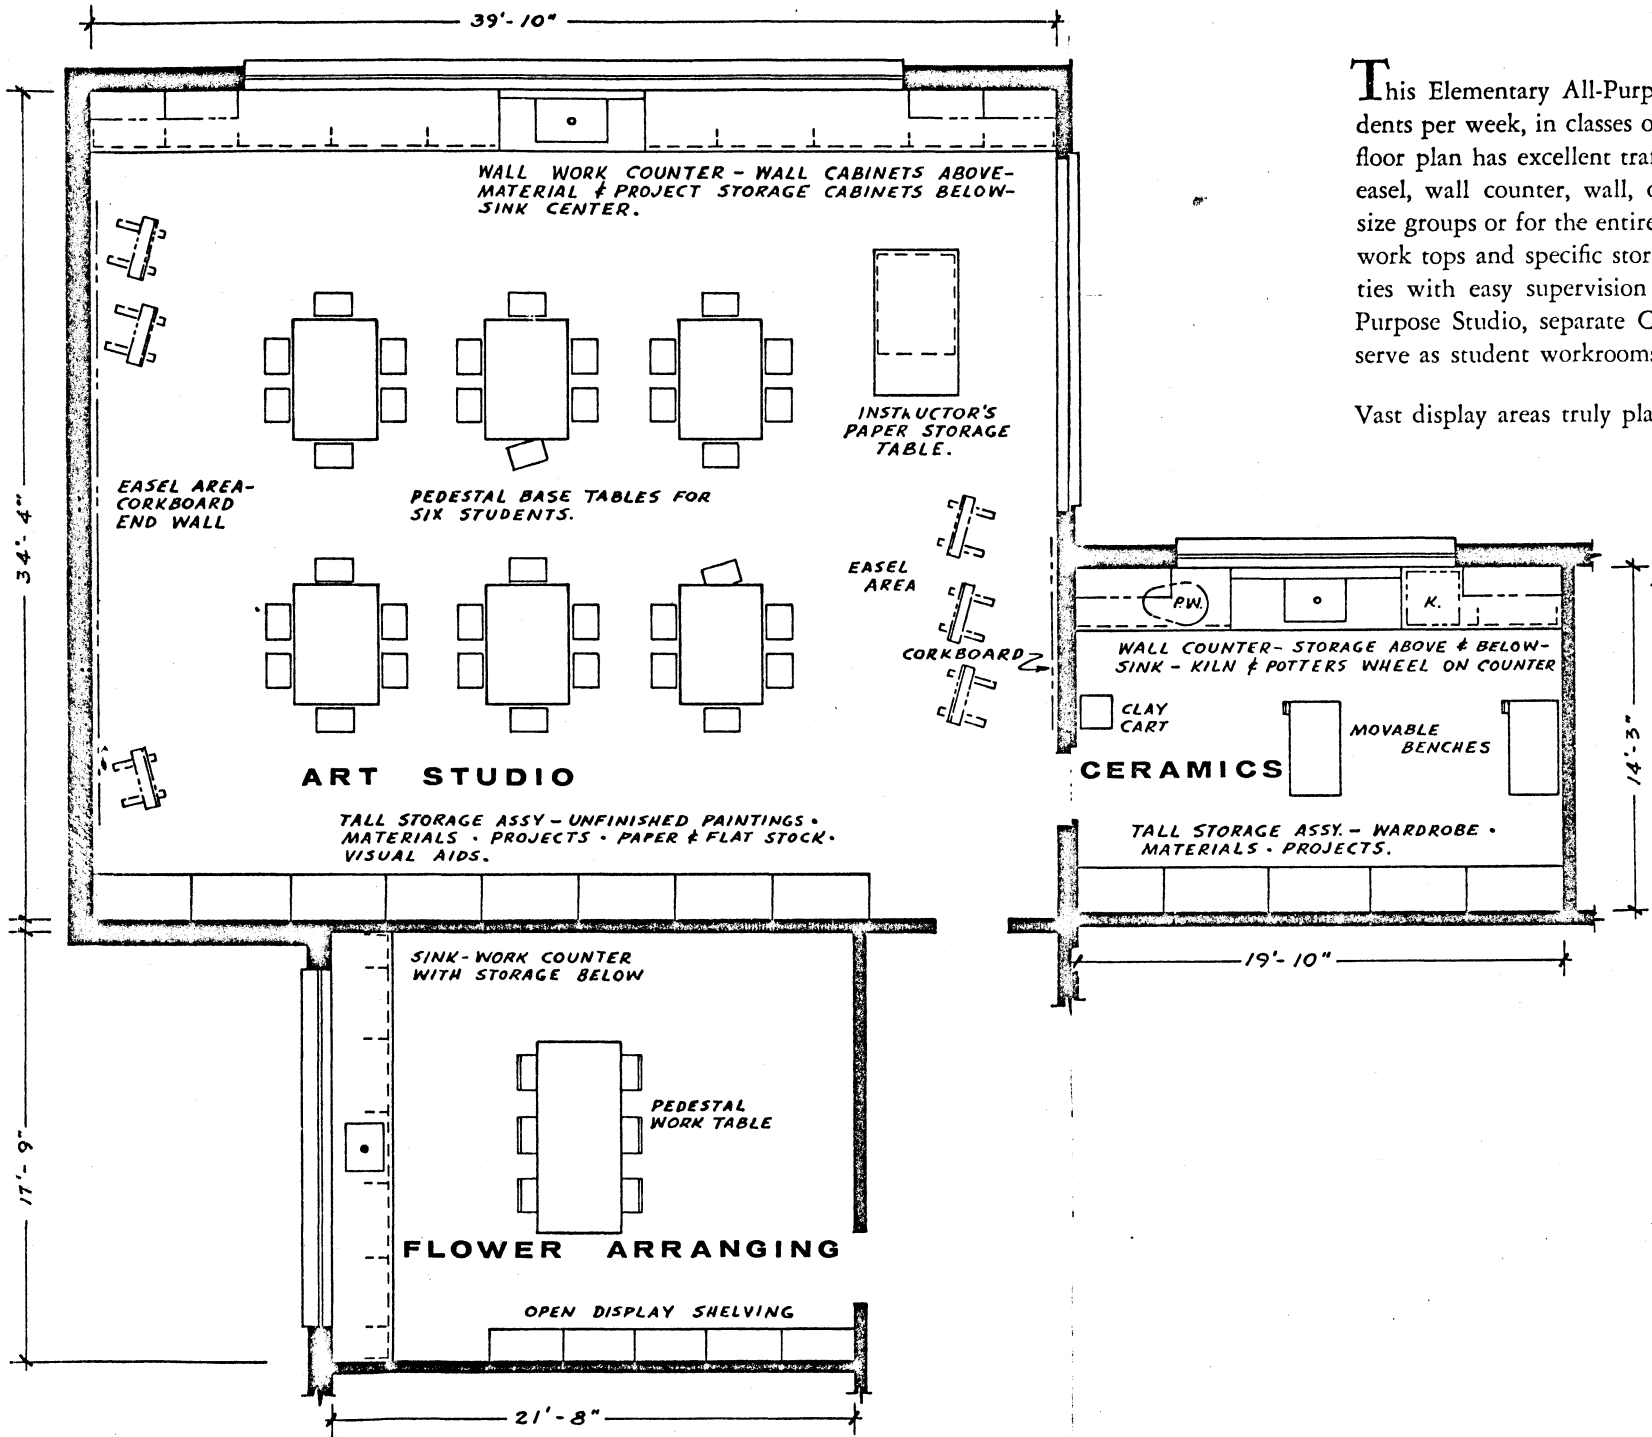 39'-10"
This Elementary All-Purp
dents per week, in classes o
floor plan has excellent tra
easel, wall counter, wall,
size groups or for the entire
work tops and specific stor
ties with easy supervision
Purpose Studio, separate C
serve as student workrooms
Vast display areas truly pla
WALL WORK COUNTER - WALL CABINETS ABOVE-
MATERIAL & PROJECT STORAGE CABINETS BELOW-
SINK CENTER.
INSTRUCTOR'S
PAPER STORAGE
TABLE.
EASEL AREA-
CORKBOARD
END WALL
PEDESTAL BASE TABLES FOR
SIX STUDENTS.
34'-4"
EASEL
AREA
CORKBOARD
P.W.
K.
WALL COUNTER- STORAGE ABOVE & BELOW-
SINK - KILN & POTTERS WHEEL ON COUNTER
CLAY
CART
MOVABLE
BENCHES
14'-3"
ART STUDIO
CERAMICS
TALL STORAGE ASSY - UNFINISHED PAINTINGS •
MATERIALS • PROJECTS • PAPER & FLAT STOCK •
VISUAL AIDS.
TALL STORAGE ASSY. - WARDROBE •
MATERIALS • PROJECTS.
19'-10"
SINK-WORK COUNTER
WITH STORAGE BELOW
PEDESTAL
WORK TABLE
17'-9"
FLOWER ARRANGING
OPEN DISPLAY SHELVING
21'-8"